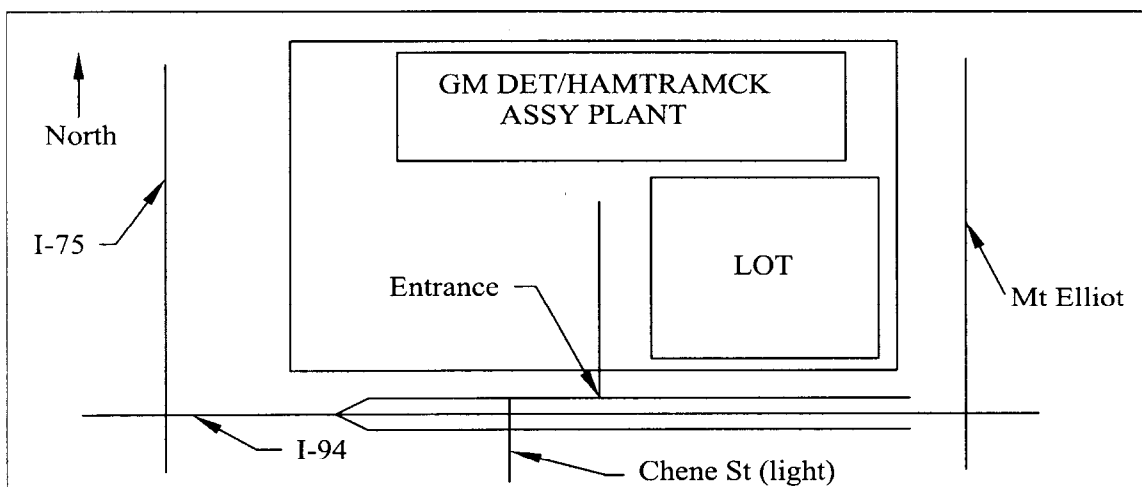 GM DET/HAMTRAMCK
ASSY PLANT
North
I-75
LOT
Entrance
Mt Elliot
I-94
Chene St (light)